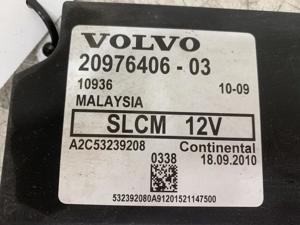 VOLVO
20976406 - 03
10936 10-09
MALAYSIA
SLCM 12V
A2C53239208 Continental
0338 18.09.2010
532392080A91201521147500